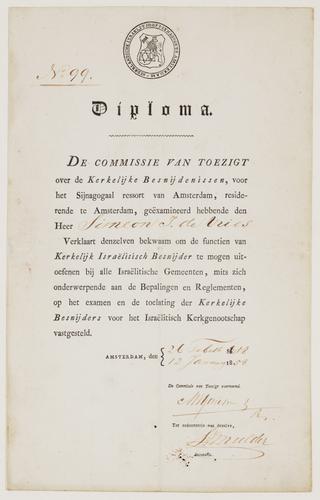 No. 99.
Diploma.
DE COMMISSIE VAN TOEZIGT
over de Kerkelijke Besnijdenissen, voor
het Sijnagogaal ressort van Amsterdam, reside-
rende te Amsterdam, geëxamineerd hebbende den
Heer Simeon J. de Vries
Verklaart denzelven bekwaam om de functien van
Kerkelijk Israëlitisch Besnijder te mogen uit-
oefenen bij alle Israëlitische Gemeenten, mits zich
onderwerpende aan de Bepalingen en Reglementen,
op het examen en de toelating der Kerkelijke
Besnijders voor het Israëlitisch Kerkgenootschap
vastgesteld.
AMSTERDAM, den
De Commissie van Toezigt voornoemd.
Ter ordonnantie van dezelve,
Mulder
Secretaris.